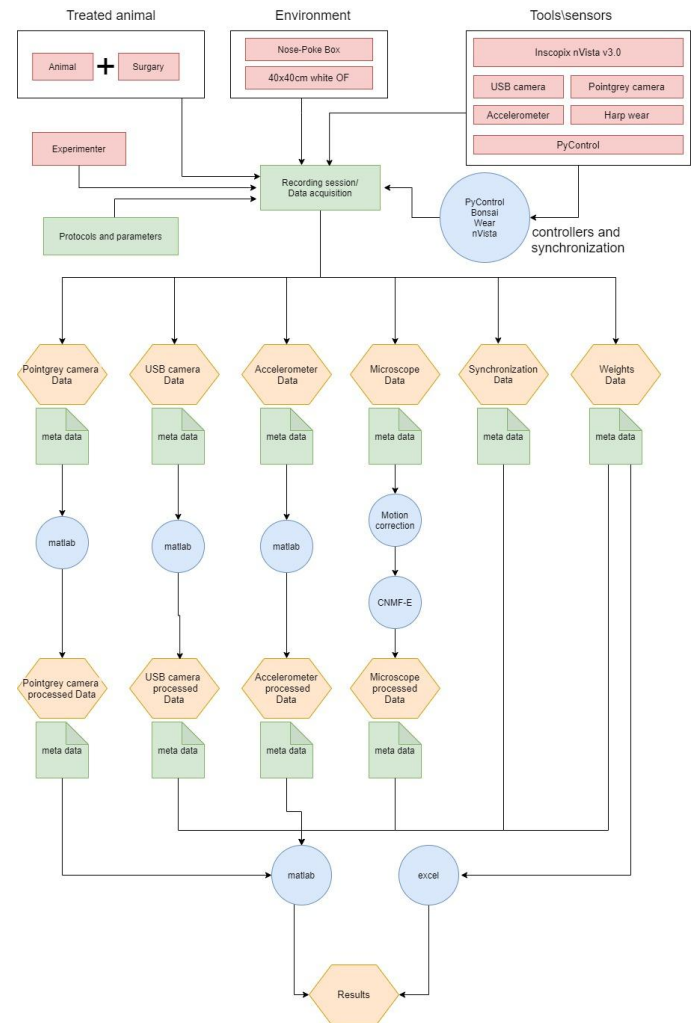 Treated animal
Environment
Tools\sensors
Animal
+
Surgary
Nose-Poke Box
40x40cm white OF
Inscopix nVista v3.0
USB camera
Pointgrey camera
Accelerometer
Harp wear
PyControl
Experimenter
Recording session/
Data acquisition
Protocols and parameters
PyControl
Bonsai
Wear
nVista
controllers and
synchronization
Pointgrey camera
Data
USB camera
Data
Accelerometer
Data
Microscope
Data
Synchronization
Data
Weights
Data
meta data
meta data
meta data
meta data
meta data
meta data
matlab
matlab
matlab
Motion
correction
CNMF-E
Pointgrey camera
processed Data
USB camera
processed
Data
Accelerometer
processed Data
Microscope
processed
Data
meta data
meta data
meta data
meta data
matlab
excel
Results